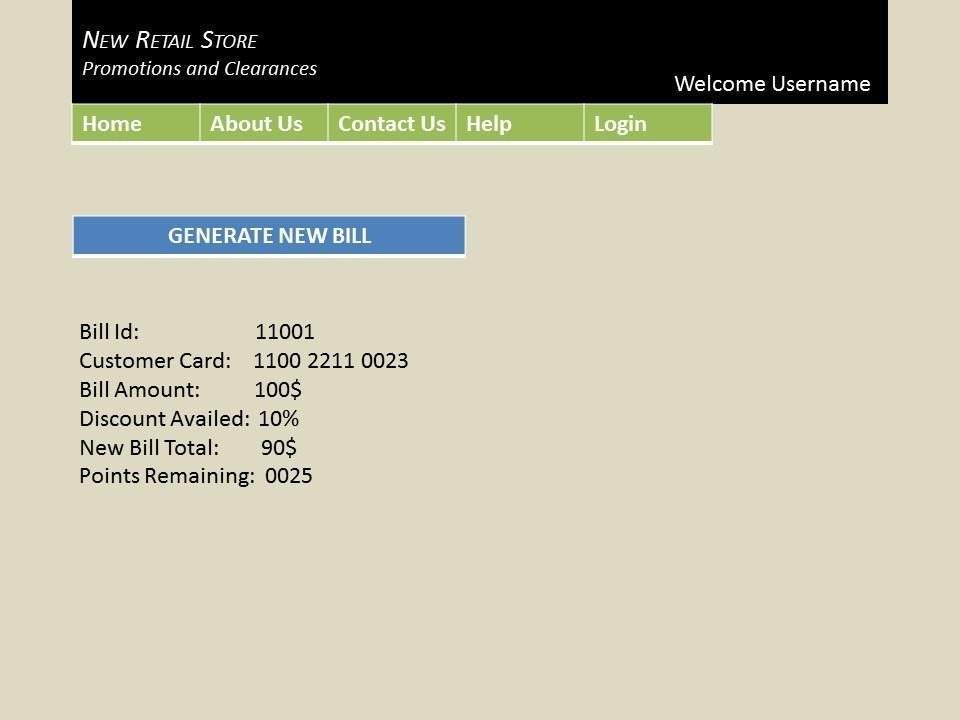 NEW RETAIL STORE
Promotions and Clearances
Welcome Username
Home About Us Contact Us Help Login
GENERATE NEW BILL
Bill Id: 11001
Customer Card: 1100 2211 0023
Bill Amount: 100$
Discount Availed: 10%
New Bill Total: 90$
Points Remaining: 0025